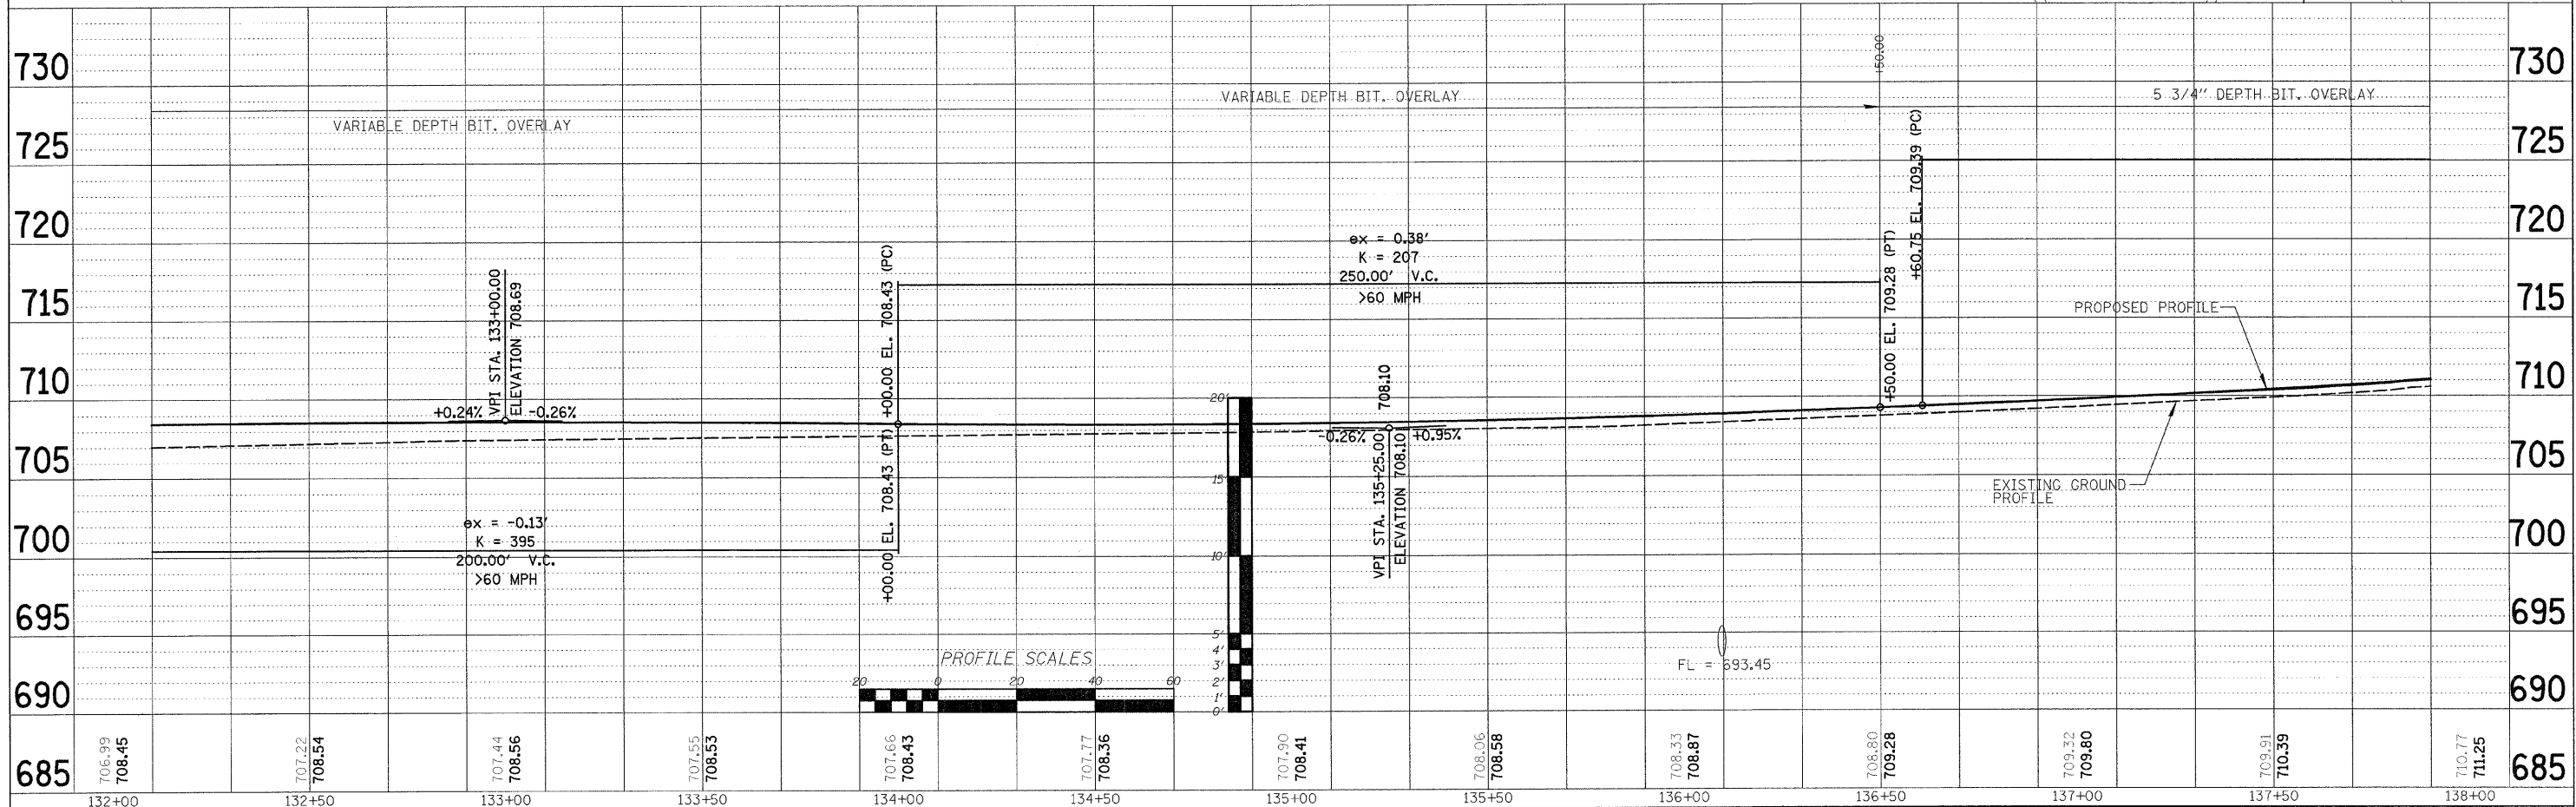 730
725
720
715
710
705
700
695
690
685
VARIABLE DEPTH BIT. OVERLAY
VARIABLE DEPTH BIT. OVERLAY
+50.00
5 3/4" DEPTH BIT. OVERLAY
730
725
720
715
710
705
700
695
690
685
+0.24%
VPI STA. 133+00.00
ELEVATION 708.69
-0.26%
ex = -0.13'
K = 395
200.00' V.C.
>60 MPH
+00.00 EL. 708.43 (PC)
+00.00 EL. 708.43 (PT)
ex = 0.38'
K = 207
250.00' V.C.
>60 MPH
708.10
-0.26%
VPI STA. 135+25.00
ELEVATION 708.10
+0.95%
+50.00 EL. 709.28 (PT)
+60.75 EL. 709.39 (PC)
PROPOSED PROFILE
EXISTING GROUND
PROFILE
FL = 693.45
PROFILE SCALES
20 0 20 40 60
20'
15'
10'
5'
4'
3'
2'
1'
0'
706.99
708.45
707.22
708.54
707.44
708.56
707.55
708.53
707.66
708.43
707.77
708.36
707.90
708.41
708.06
708.58
708.33
708.87
708.80
709.28
709.32
709.80
709.91
710.39
710.77
711.25
132+00 132+50 133+00 133+50 134+00 134+50 135+00 135+50 136+00 136+50 137+00 137+50 138+00